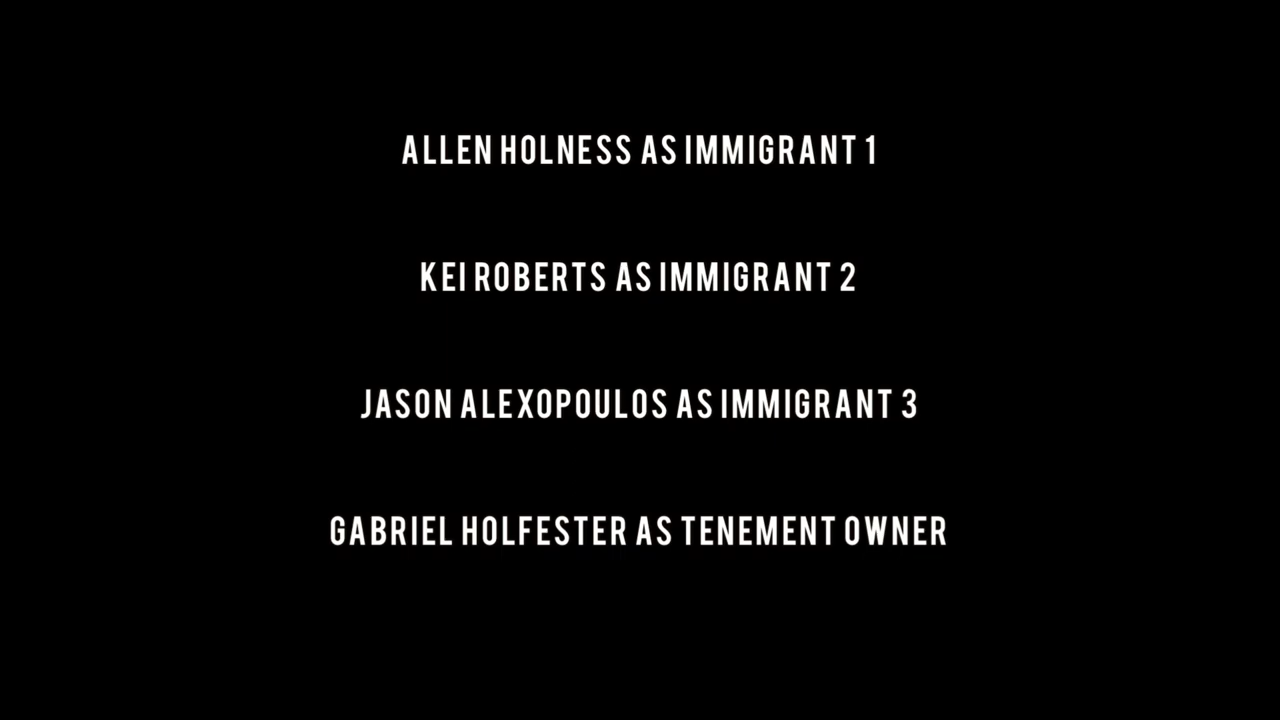 ALLEN HOLNESS AS IMMIGRANT 1
KEI ROBERTS AS IMMIGRANT 2
JASON ALEXOPOULOS AS IMMIGRANT 3
GABRIEL HOLFESTER AS TENEMENT OWNER